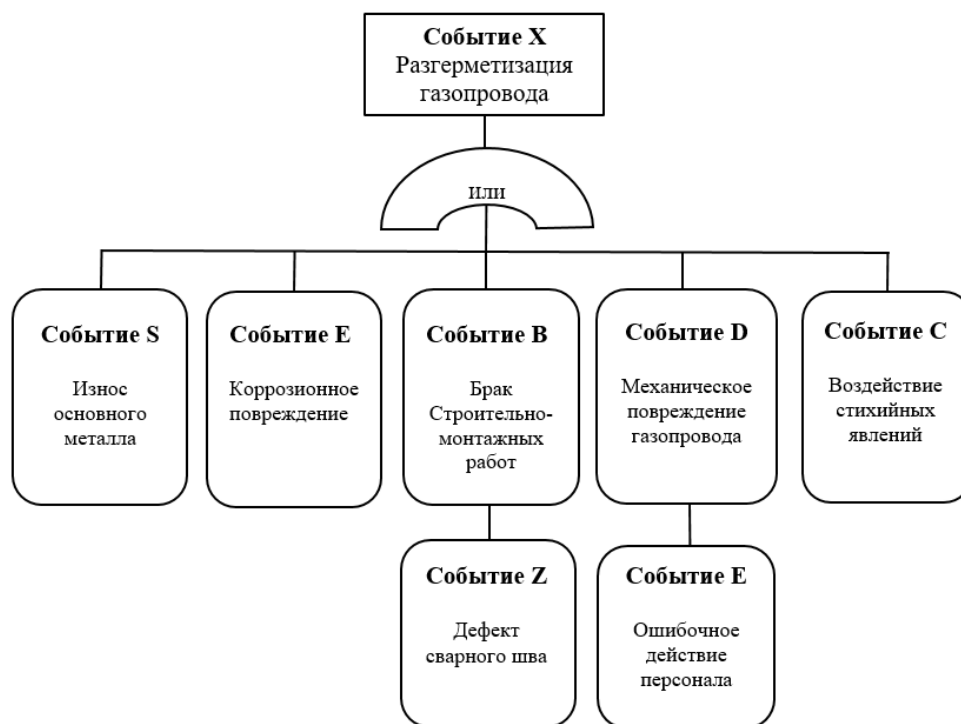 Событие X
Разгерметизация
газопровода
или
Событие S
Износ
основного
металла
Событие E
Коррозионное
повреждение
Событие B
Брак
Строительно-
монтажных
работ
Событие D
Механическое
повреждение
газопровода
Событие C
Воздействие
стихийных
явлений
Событие Z
Дефект
сварного шва
Событие E
Ошибочное
действие
персонала